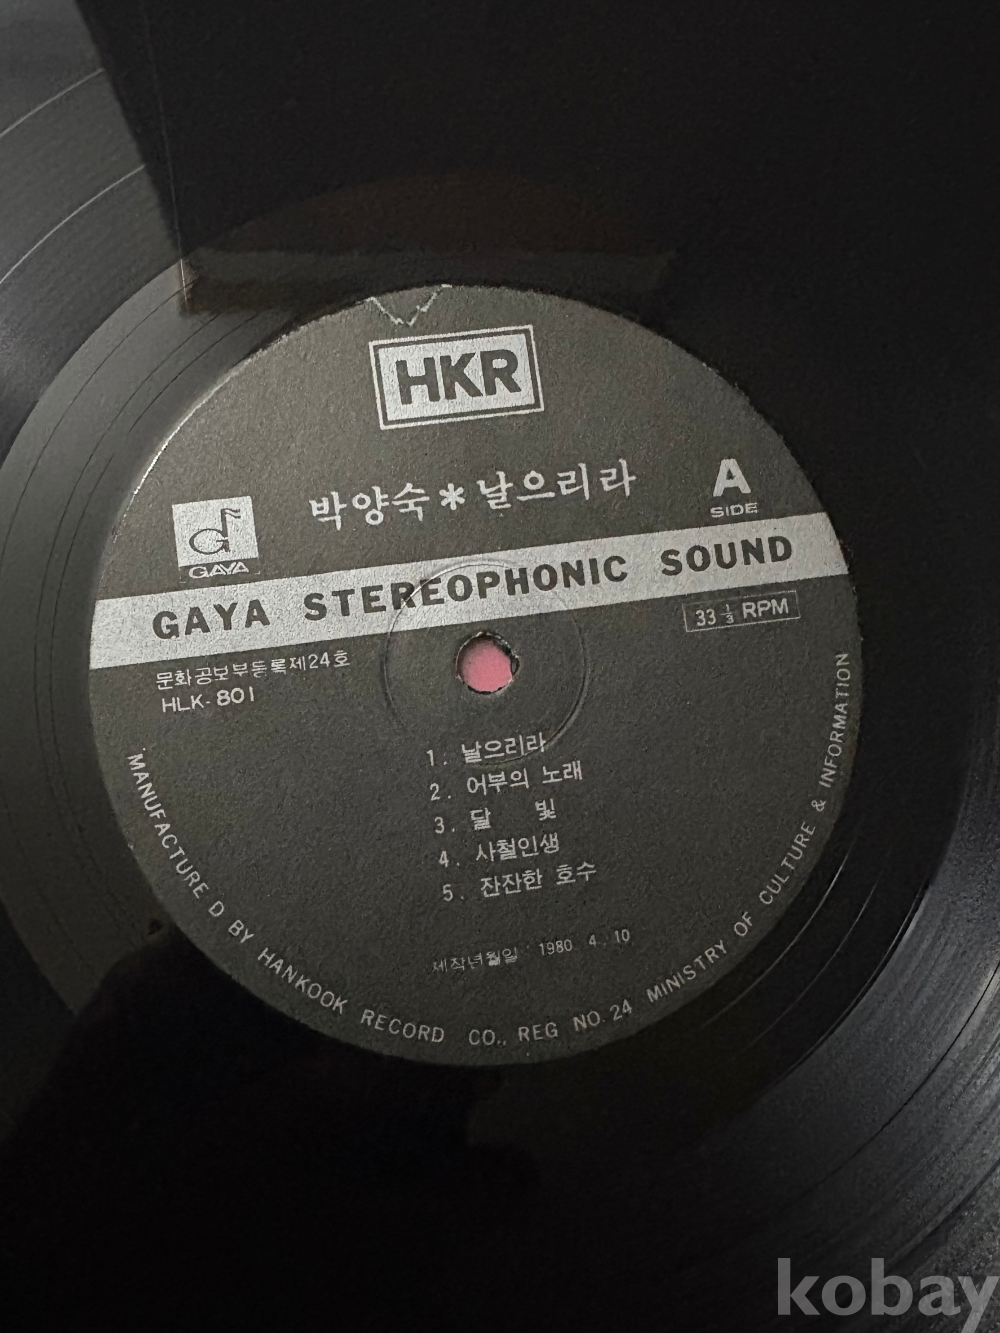 HKR
박양숙*날으리라
A
SIDE
GAYA
GAYA STEREOPHONIC SOUND
33 1/3 RPM
문화공보부등록제24호
HLK-801
1. 날으리라
2. 어부의 노래
3. 달 빛
4. 사철인생
5. 잔잔한 호수
제작년월일 : 1980. 4. 10
MANUFACTURE D BY HANKOOK RECORD CO., REG NO. 24 MINISTRY OF CULTURE & INFORMATION
kobay